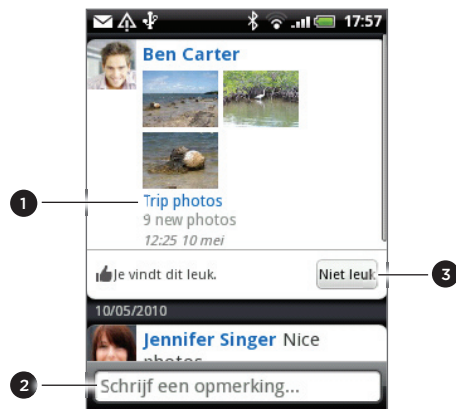 17:57
Ben Carter
1
Trip photos
9 new photos
12:25 10 mei
Je vindt dit leuk.
Niet leuk
3
10/05/2010
Jennifer Singer Nice
photos
2
Schrijf een opmerking...